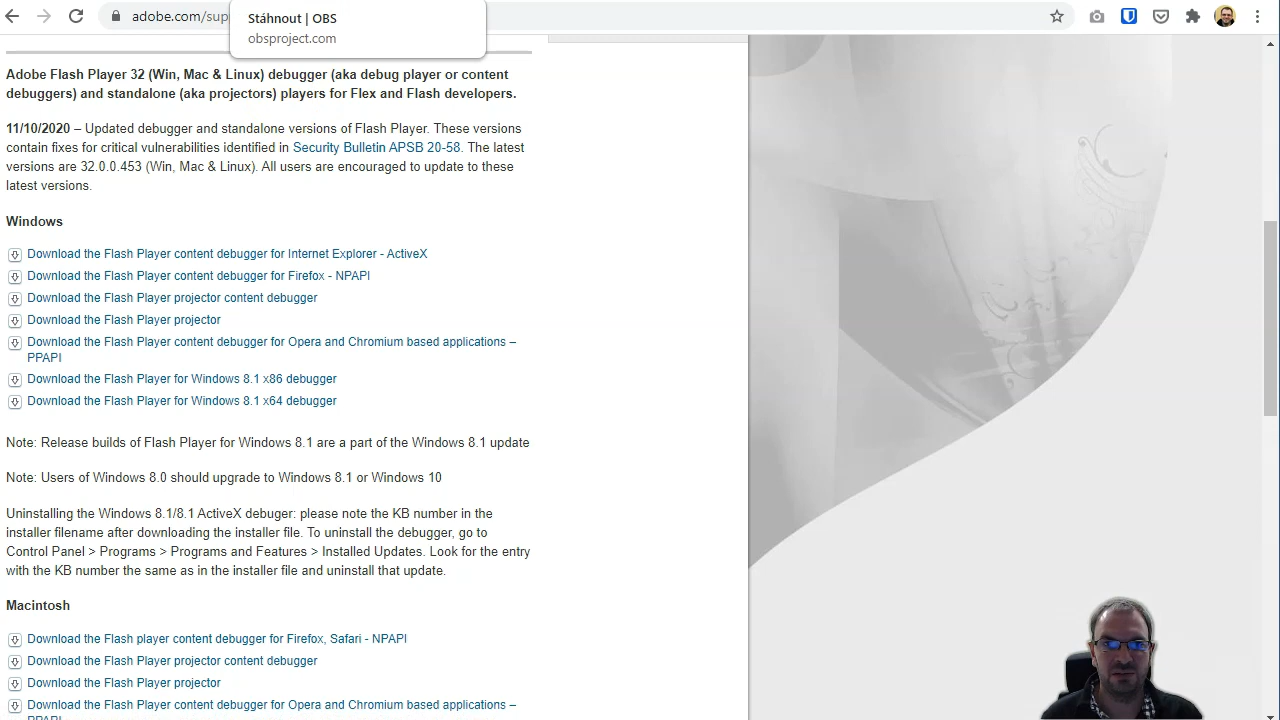 adobe.com/sup
Stáhnout | OBS
obsproject.com
Adobe Flash Player 32 (Win, Mac & Linux) debugger (aka debug player or content
debuggers) and standalone (aka projectors) players for Flex and Flash developers.
11/10/2020 – Updated debugger and standalone versions of Flash Player. These versions
contain fixes for critical vulnerabilities identified in Security Bulletin APSB 20-58. The latest
versions are 32.0.0.453 (Win, Mac & Linux). All users are encouraged to update to these
latest versions.
Windows
Download the Flash Player content debugger for Internet Explorer - ActiveX
Download the Flash Player content debugger for Firefox - NPAPI
Download the Flash Player projector content debugger
Download the Flash Player projector
Download the Flash Player content debugger for Opera and Chromium based applications –
PPAPI
Download the Flash Player for Windows 8.1 x86 debugger
Download the Flash Player for Windows 8.1 x64 debugger
Note: Release builds of Flash Player for Windows 8.1 are a part of the Windows 8.1 update
Note: Users of Windows 8.0 should upgrade to Windows 8.1 or Windows 10
Uninstalling the Windows 8.1/8.1 ActiveX debuger: please note the KB number in the
installer filename after downloading the installer file. To uninstall the debugger, go to
Control Panel > Programs > Programs and Features > Installed Updates. Look for the entry
with the KB number the same as in the installer file and uninstall that update.
Macintosh
Download the Flash player content debugger for Firefox, Safari - NPAPI
Download the Flash Player projector content debugger
Download the Flash Player projector
Download the Flash Player content debugger for Opera and Chromium based applications –
PPAPI